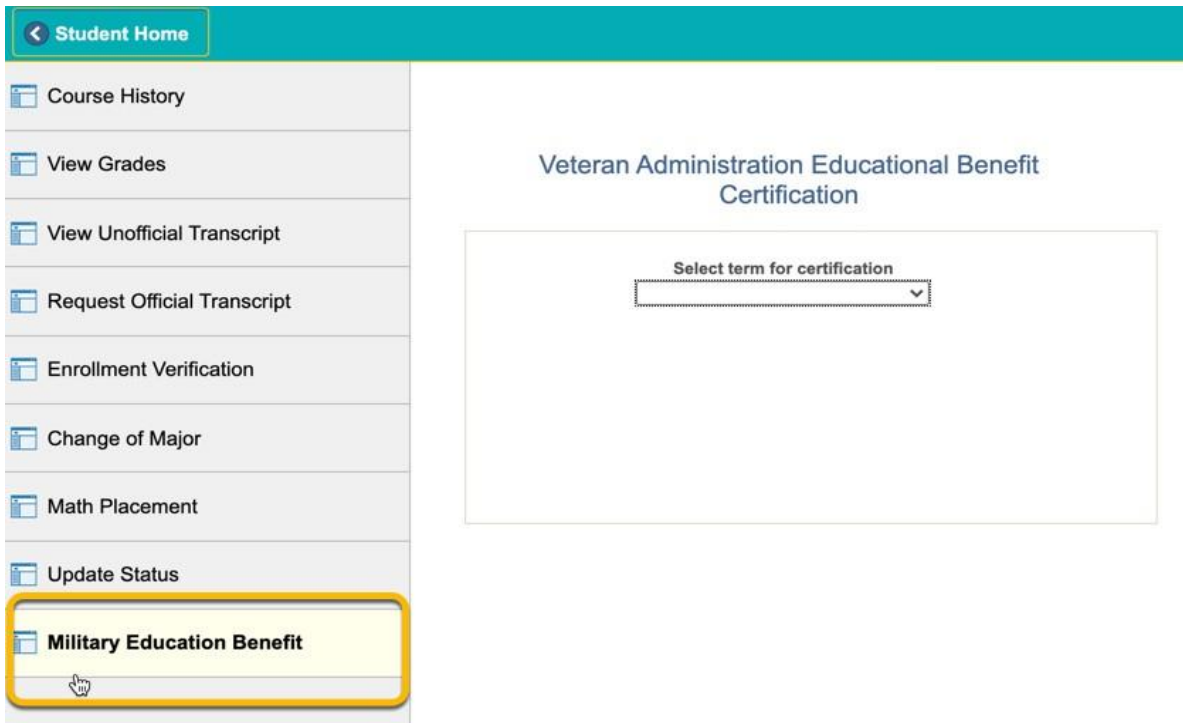 Student Home
Course History
View Grades
View Unofficial Transcript
Request Official Transcript
Enrollment Verification
Change of Major
Math Placement
Update Status
Military Education Benefit
Veteran Administration Educational Benefit
Certification
Select term for certification